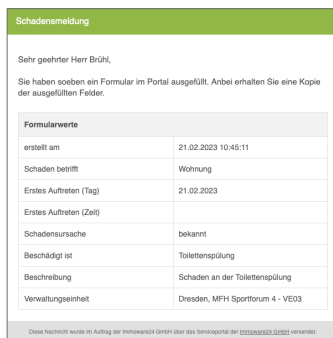 Schadensmeldung
Sehr geehrter Herr Brühl,
Sie haben soeben ein Formular im Portal ausgefüllt. Anbei erhalten Sie eine Kopie
der ausgefüllten Felder.
Formularwerte
erstellt am 21.02.2023 10:45:11
Schaden betrifft Wohnung
Erstes Auftreten (Tag) 21.02.2023
Erstes Auftreten (Zeit)
Schadensursache bekannt
Beschädigt ist Toilettenspülung
Beschreibung Schaden an der Toilettenspülung
Verwaltungseinheit Dresden, MFH Sportforum 4 - VE03
Diese Nachricht wurde im Auftrag der Immoware24 GmbH über das Serviceportal der Immoware24 GmbH versendet.